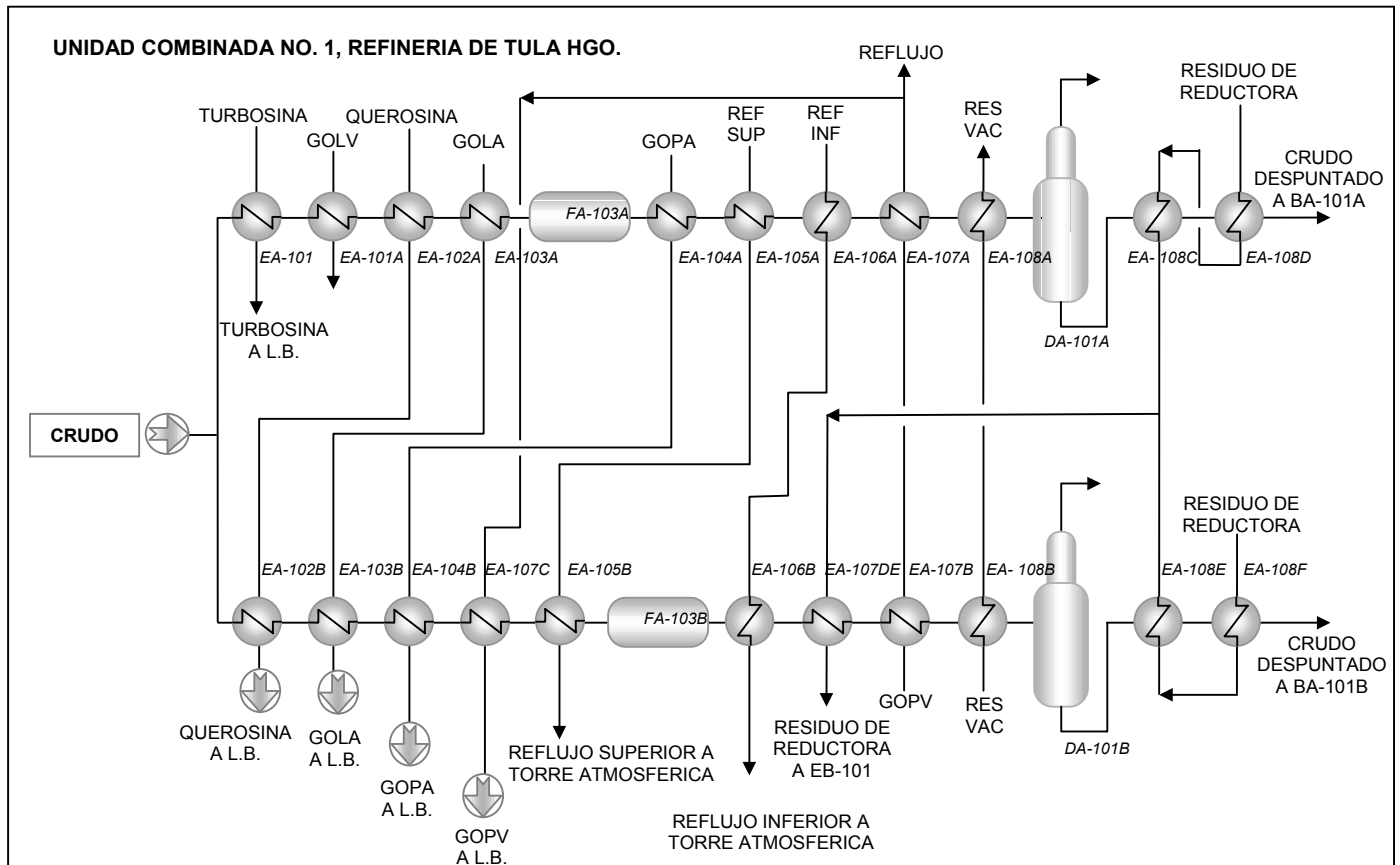 UNIDAD COMBINADA NO. 1, REFINERIA DE TULA HGO.
REFLUJO
RESIDUO DE
REDUCTORA
TURBOSINA
QUEROSINA
GOLV
GOLA
GOPA
REF
SUP
REF
INF
RES
VAC
CRUDO
DESPUNTADO
A BA-101A
FA-103A
EA-101
EA-101A
EA-102A
EA-103A
EA-104A
EA-105A
EA-106A
EA-107A
EA-108A
EA- 108C
EA-108D
TURBOSINA
A L.B.
DA-101A
CRUDO
RESIDUO DE
REDUCTORA
EA-102B
EA-103B
EA-104B
EA-107C
EA-105B
EA-106B
EA-107DE
EA-107B
EA- 108B
EA-108E
EA-108F
FA-103B
CRUDO
DESPUNTADO
A BA-101B
QUEROSINA
A L.B.
GOLA
A L.B.
GOPA
A L.B.
GOPV
A L.B.
REFLUJO SUPERIOR A
TORRE ATMOSFERICA
RESIDUO DE
REDUCTORA
A EB-101
GOPV
RES
VAC
DA-101B
REFLUJO INFERIOR A
TORRE ATMOSFERICA